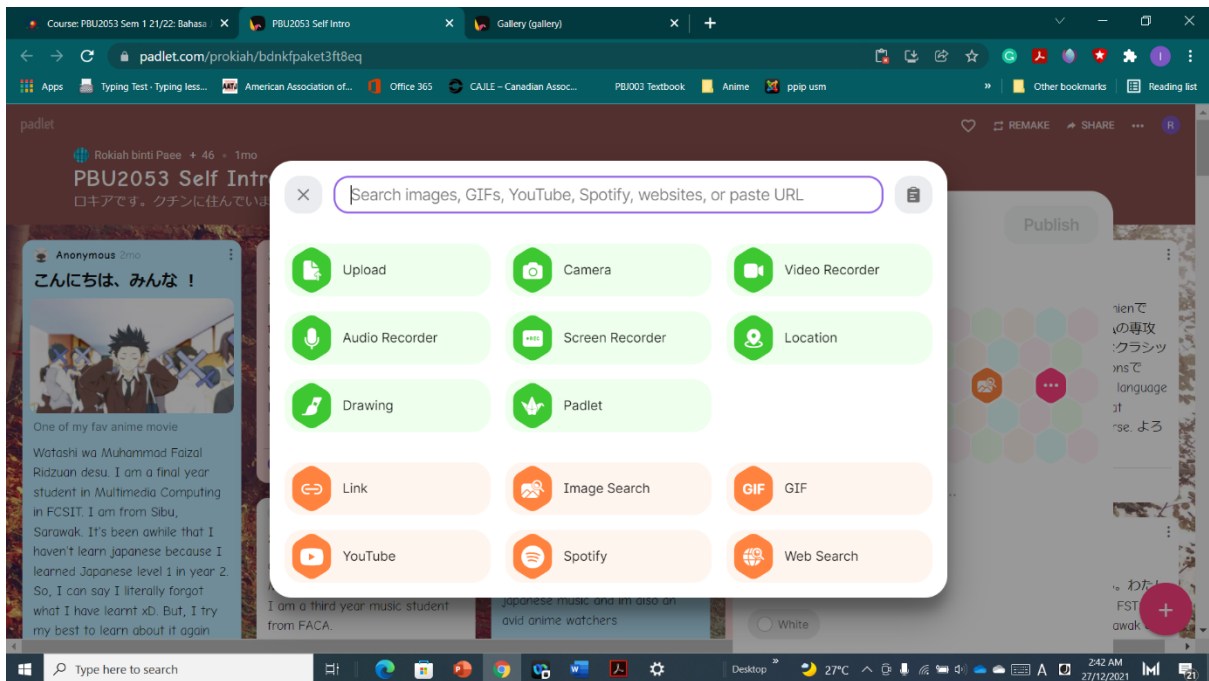 Course: PBU2053 Sem 1 21/22: Bahasa J
PBU2053 Self Intro
Gallery (gallery)
padlet.com/prokiah/bdnkfpaket3ft8eq
Apps
Typing Test - Typing less...
American Association of...
Office 365
CAJLE – Canadian Assoc...
PBJ003 Textbook
Anime
ppip usm
»
Other bookmarks
Reading list
padlet
REMAKE
SHARE
R
Rokiah binti Paee + 46 • 1mo
PBU2053 Self Intr
ロキアです。クチンに住んでいま
Search images, GIFs, YouTube, Spotify, websites, or paste URL
Publish
Upload
Camera
Video Recorder
Audio Recorder
Screen Recorder
Location
Drawing
Padlet
Link
Image Search
GIF
GIF
YouTube
Spotify
Web Search
Anonymous 2mo
こんにちは、みんな ！
One of my fav anime movie
Watashi wa Muhammad Faizal
Ridzuan desu. I am a final year
student in Multimedia Computing
in FCSIT. I am from Sibu,
Sarawak. It's been awhile that I
haven't learn japanese because I
learned Japanese level 1 in year 2.
So, I can say I literally forgot
what I have learnt xD. But, I try
my best to learn about it again
I am a third year music student
from FACA.
japanese music and im also an
avid anime watchers
White
の専攻
クラシッ
language
rse. よろ
わたし
FST
awak
Type here to search
Desktop
27°C
2:42 AM
27/12/2021
21